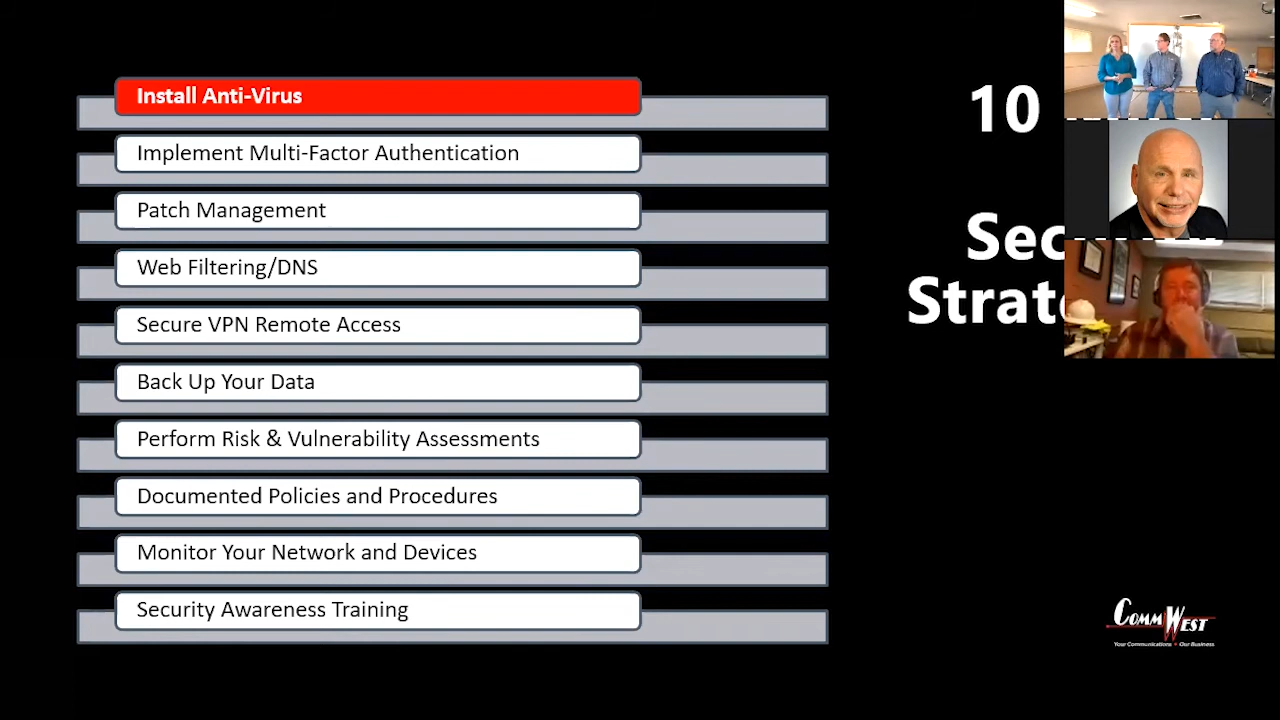 Install Anti-Virus
Implement Multi-Factor Authentication
Patch Management
Web Filtering/DNS
Secure VPN Remote Access
Back Up Your Data
Perform Risk & Vulnerability Assessments
Documented Policies and Procedures
Monitor Your Network and Devices
Security Awareness Training
10
COMMWEST
Your Communications • Our Business